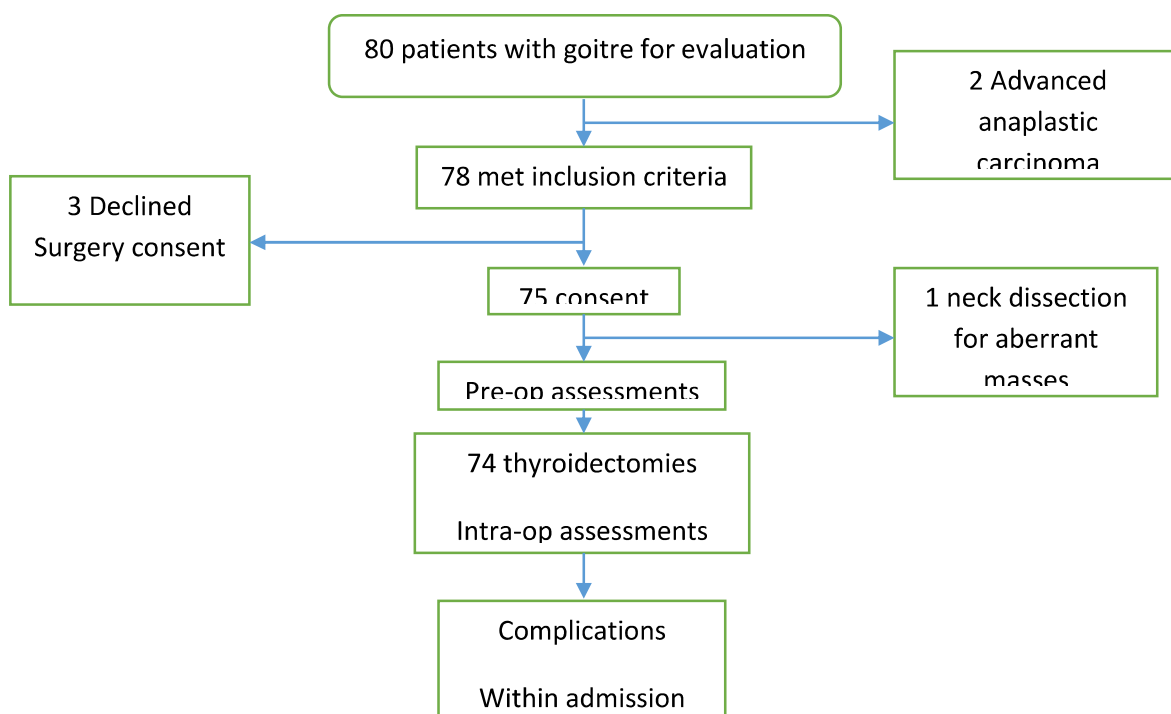 80 patients with goitre for evaluation
2 Advanced
anaplastic
carcinoma
78 met inclusion criteria
3 Declined
Surgery consent
75 consent
1 neck dissection
for aberrant
masses
Pre-op assessments
74 thyroidectomies
Intra-op assessments
Complications
Within admission